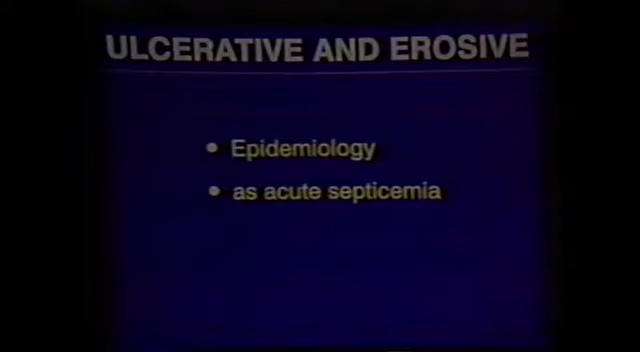 ULCERATIVE AND EROSIVE
• Epidemiology
• as acute septicemia